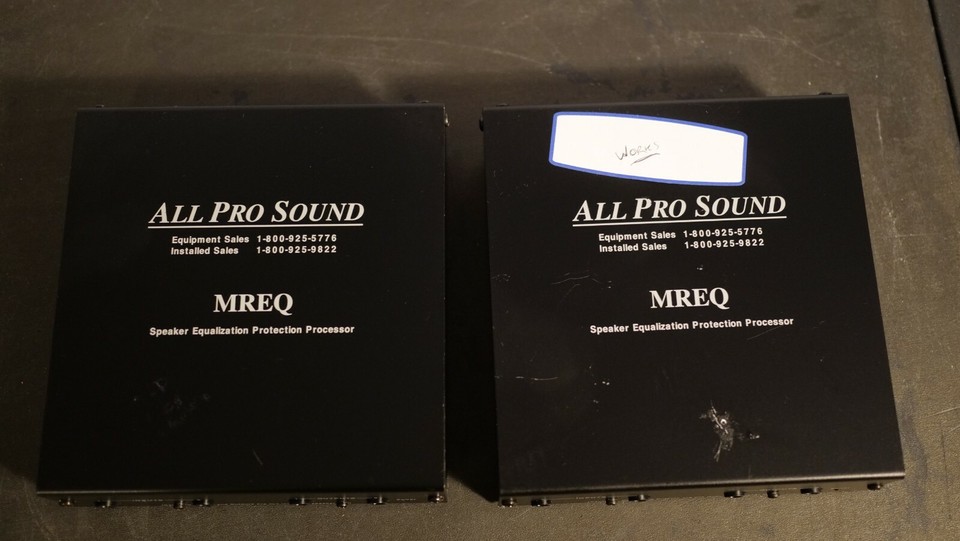 ALL PRO SOUND
Equipment Sales 1-800-925-5776
Installed Sales 1-800-925-9822
MREQ
Speaker Equalization Protection Processor
WORKS
ALL PRO SOUND
Equipment Sales 1-800-925-5776
Installed Sales 1-800-925-9822
MREQ
Speaker Equalization Protection Processor